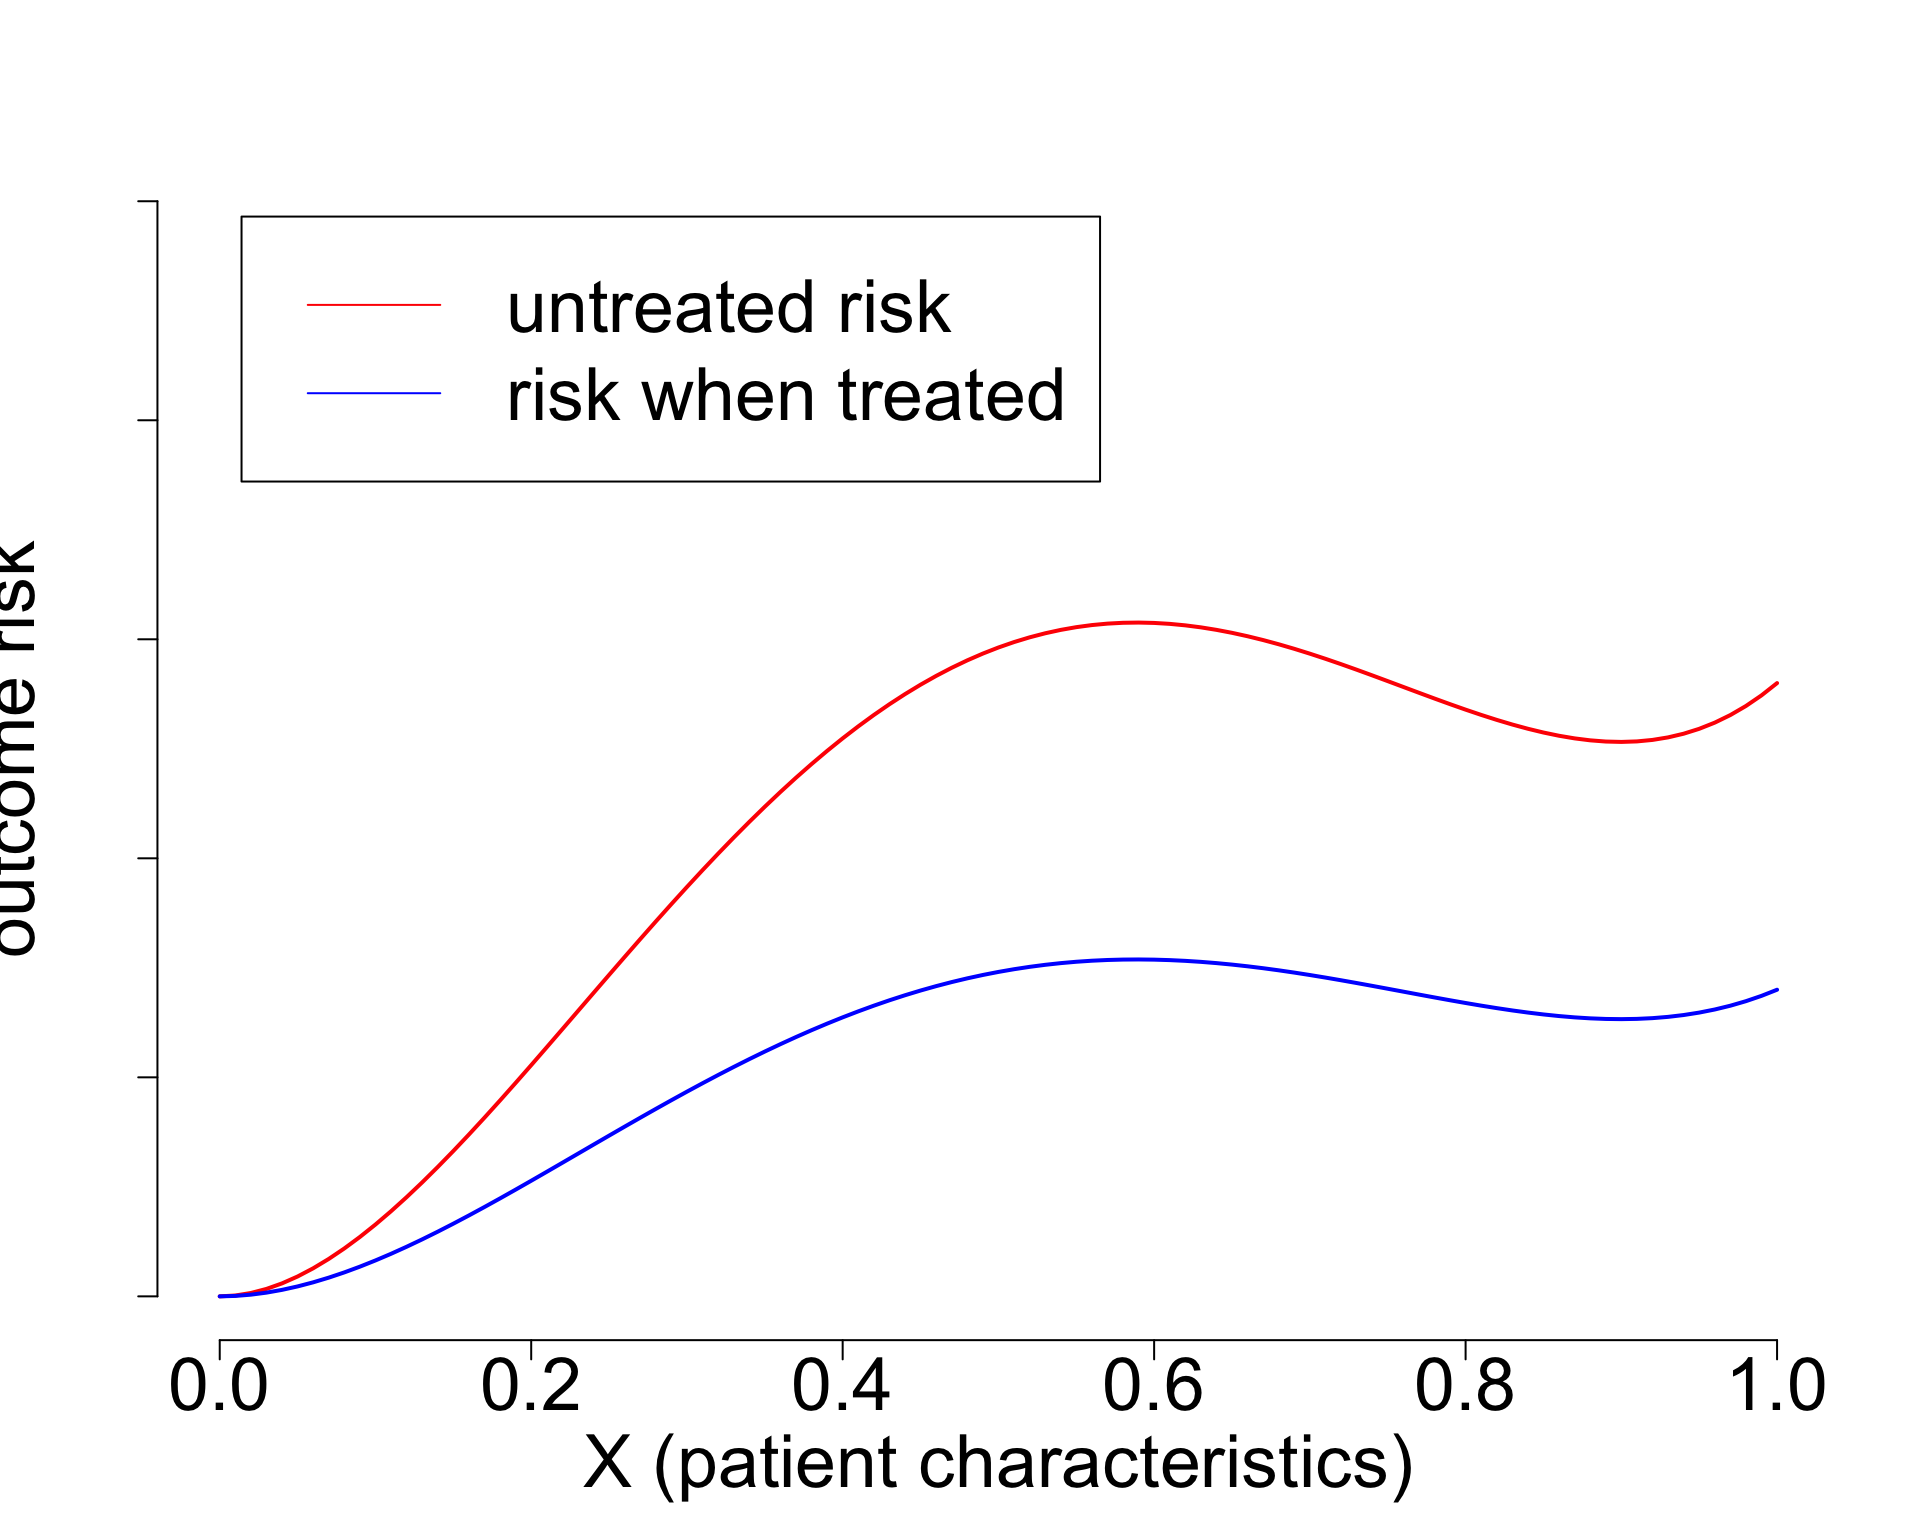 untreated risk
risk when treated
outcome risk
0.0 0.2 0.4 0.6 0.8 1.0
X (patient characteristics)